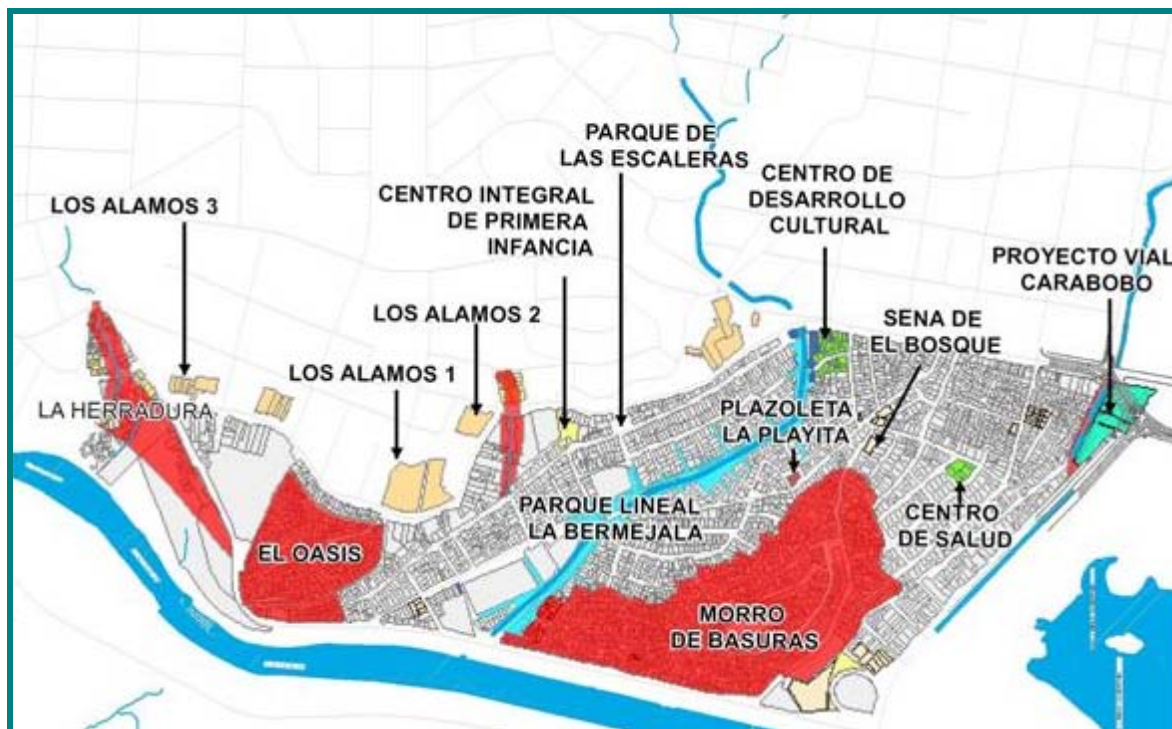 PARQUE DE
LAS ESCALERAS
CENTRO DE
DESARROLLO
CULTURAL
CENTRO INTEGRAL
DE PRIMERA
INFANCIA
LOS ALAMOS 3
PROYECTO VIAL
CARABOBO
LOS ALAMOS 2
SENA DE
EL BOSQUE
LOS ALAMOS 1
LA HERRADURA
PLAZOLETA
LA PLAYITA
PARQUE LINEAL
LA BERMEJALA
CENTRO
DE SALUD
EL OASIS
MORRO
DE BASURAS